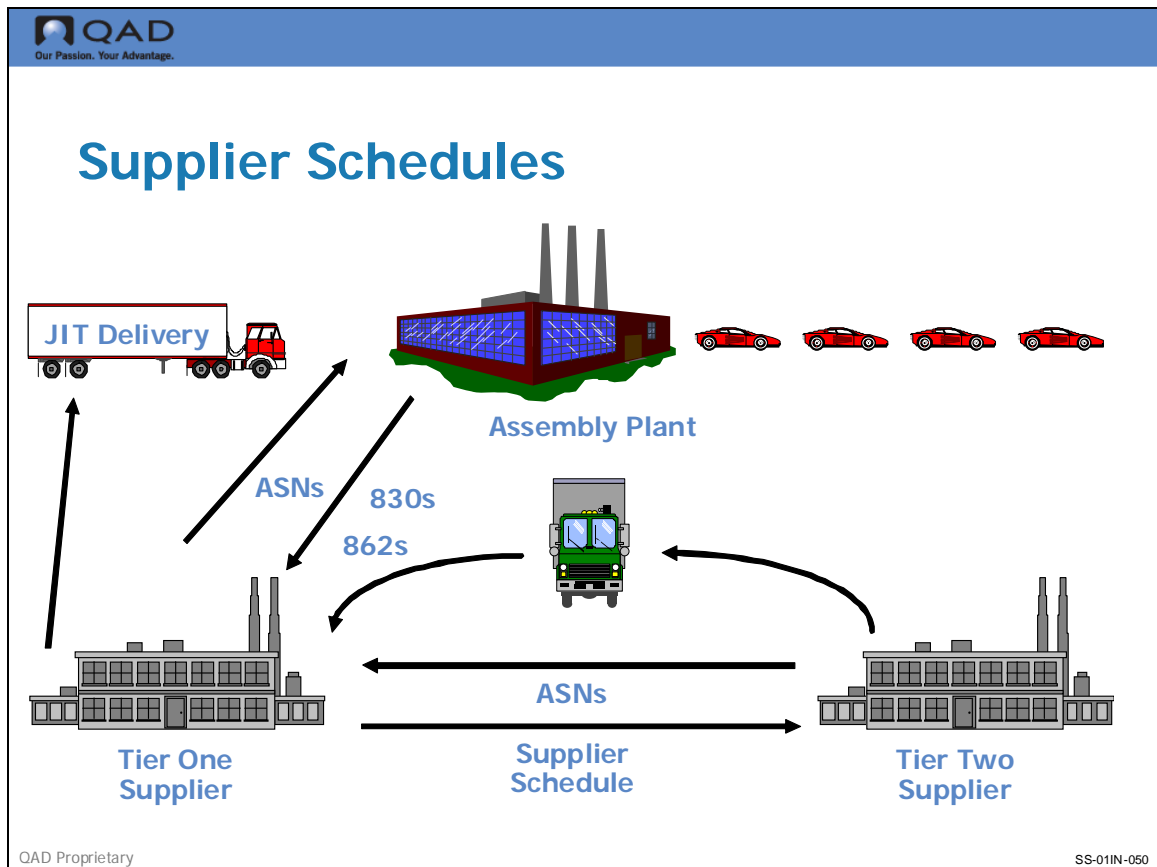 QAD
Our Passion. Your Advantage.
Supplier Schedules
JIT Delivery
Assembly Plant
ASNs
830s
862s
ASNs
Supplier
Schedule
Tier One
Supplier
Tier Two
Supplier
QAD Proprietary
SS-01IN-050